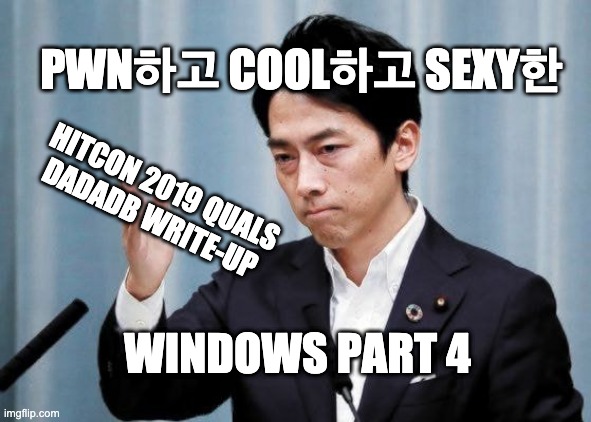 PWN하고 COOL하고 SEXY한
HITCON 2019 QUALS
DADADB WRITE-UP
WINDOWS PART 4
imgflip.com